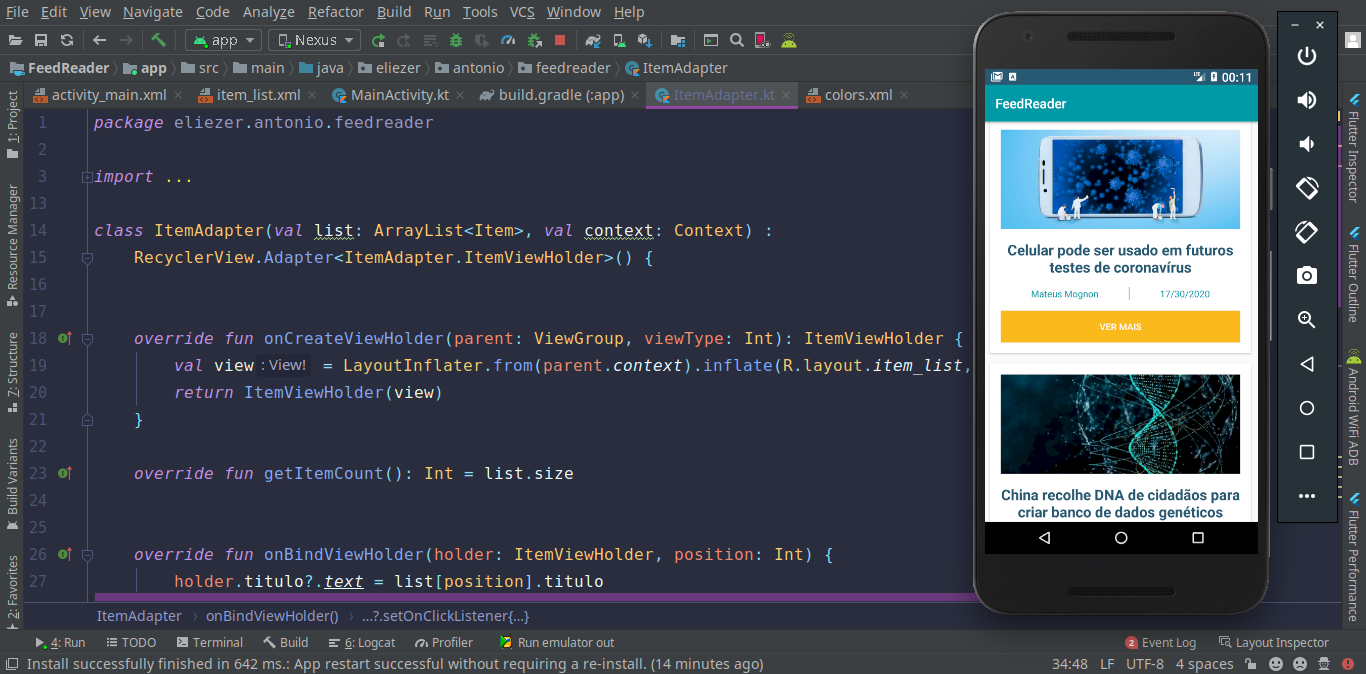 File Edit View Navigate Code Analyze Refactor Build Run Tools VCS Window Help
app Nexus
FeedReader app src main java eliezer antonio feedreader ItemAdapter
activity_main.xml item_list.xml MainActivity.kt build.gradle (:app) ItemAdapter.kt colors.xml
1: Project
Resource Manager
7: Structure
Build Variants
2: Favorites
1 package eliezer.antonio.feedreader
2
3 import ...
13
14 class ItemAdapter(val list: ArrayList<Item>, val context: Context) :
15 RecyclerView.Adapter<ItemAdapter.ItemViewHolder>() {
16
17
18 override fun onCreateViewHolder(parent: ViewGroup, viewType: Int): ItemViewHolder {
19 val view : View! = LayoutInflater.from(parent.context).inflate(R.layout.item_list,
20 return ItemViewHolder(view)
21 }
22
23 override fun getItemCount(): Int = list.size
24
25
26 override fun onBindViewHolder(holder: ItemViewHolder, position: Int) {
27 holder.titulo?.text = list[position].titulo
ItemAdapter onBindViewHolder() ...?.setOnClickListener{...}
00:11
FeedReader
Celular pode ser usado em futuros
testes de coronavírus
Mateus Mognon 17/30/2020
VER MAIS
China recolhe DNA de cidadãos para
criar banco de dados genéticos
Flutter Inspector
Flutter Outline
Android WiFi ADB
Flutter Performance
4: Run TODO Terminal Build 6: Logcat Profiler Run emulator out 2 Event Log Layout Inspector
Install successfully finished in 642 ms.: App restart successful without requiring a re-install. (14 minutes ago) 34:48 LF UTF-8 4 spaces